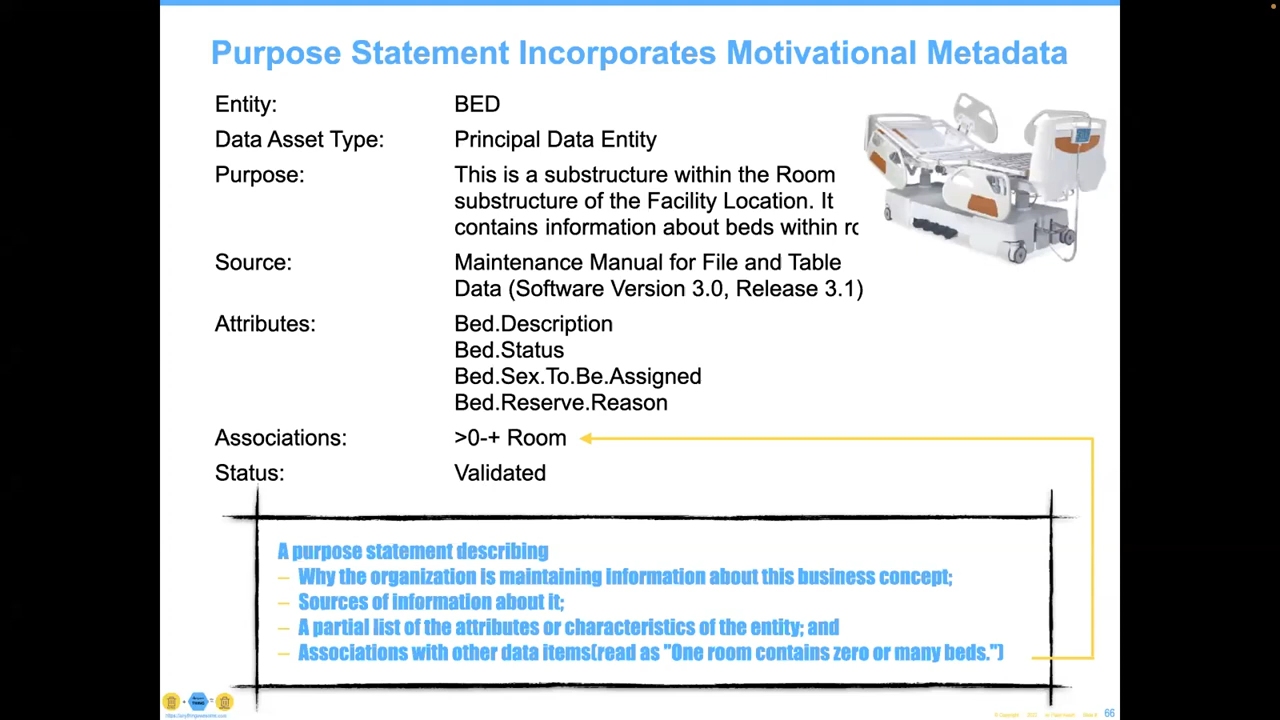 Purpose Statement Incorporates Motivational Metadata
Entity: BED
Data Asset Type: Principal Data Entity
Purpose: This is a substructure within the Room
substructure of the Facility Location. It
contains information about beds within
Source: Maintenance Manual for File and Table
Data (Software Version 3.0, Release 3.1)
Attributes: Bed.Description
Bed.Status
Bed.Sex.To.Be.Assigned
Bed.Reserve.Reason
Associations: >0-+ Room
Status: Validated
A purpose statement describing
– Why the organization is maintaining information about this business concept;
– Sources of information about it;
– A partial list of the attributes or characteristics of the entity; and
– Associations with other data items(read as "One room contains zero or many beds.")
66